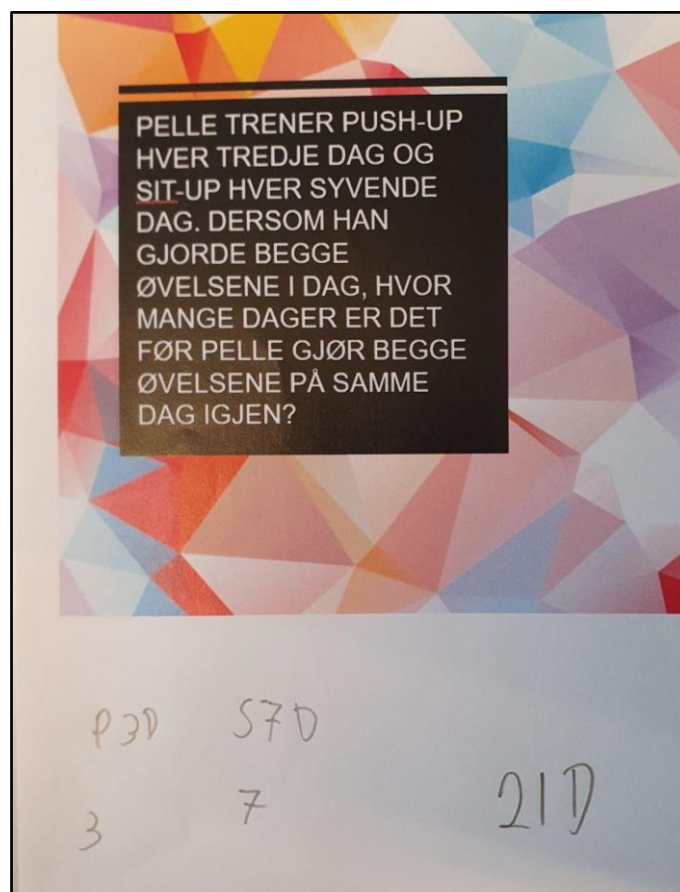 PELLE TRENER PUSH-UP
HVER TREDJE DAG OG
SIT-UP HVER SYVENDE
DAG. DERSOM HAN
GJORDE BEGGE
ØVELSENE I DAG, HVOR
MANGE DAGER ER DET
FØR PELLE GJØR BEGGE
ØVELSENE PÅ SAMME
DAG IGJEN?
P3D S7D
3 7 21D